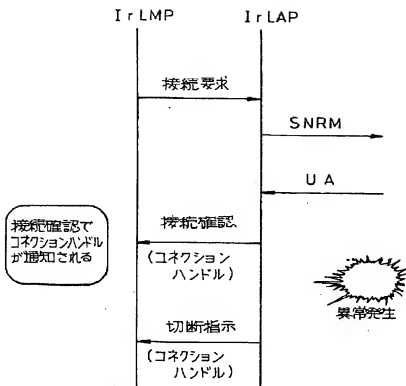 IrLMP
IrLAP
接続要求
SNRM
UA
接続確認で
コネクションハンドル
が通知される
接続確認
(コネクション
ハンドル)
異常発生
切断指示
(コネクション
ハンドル)